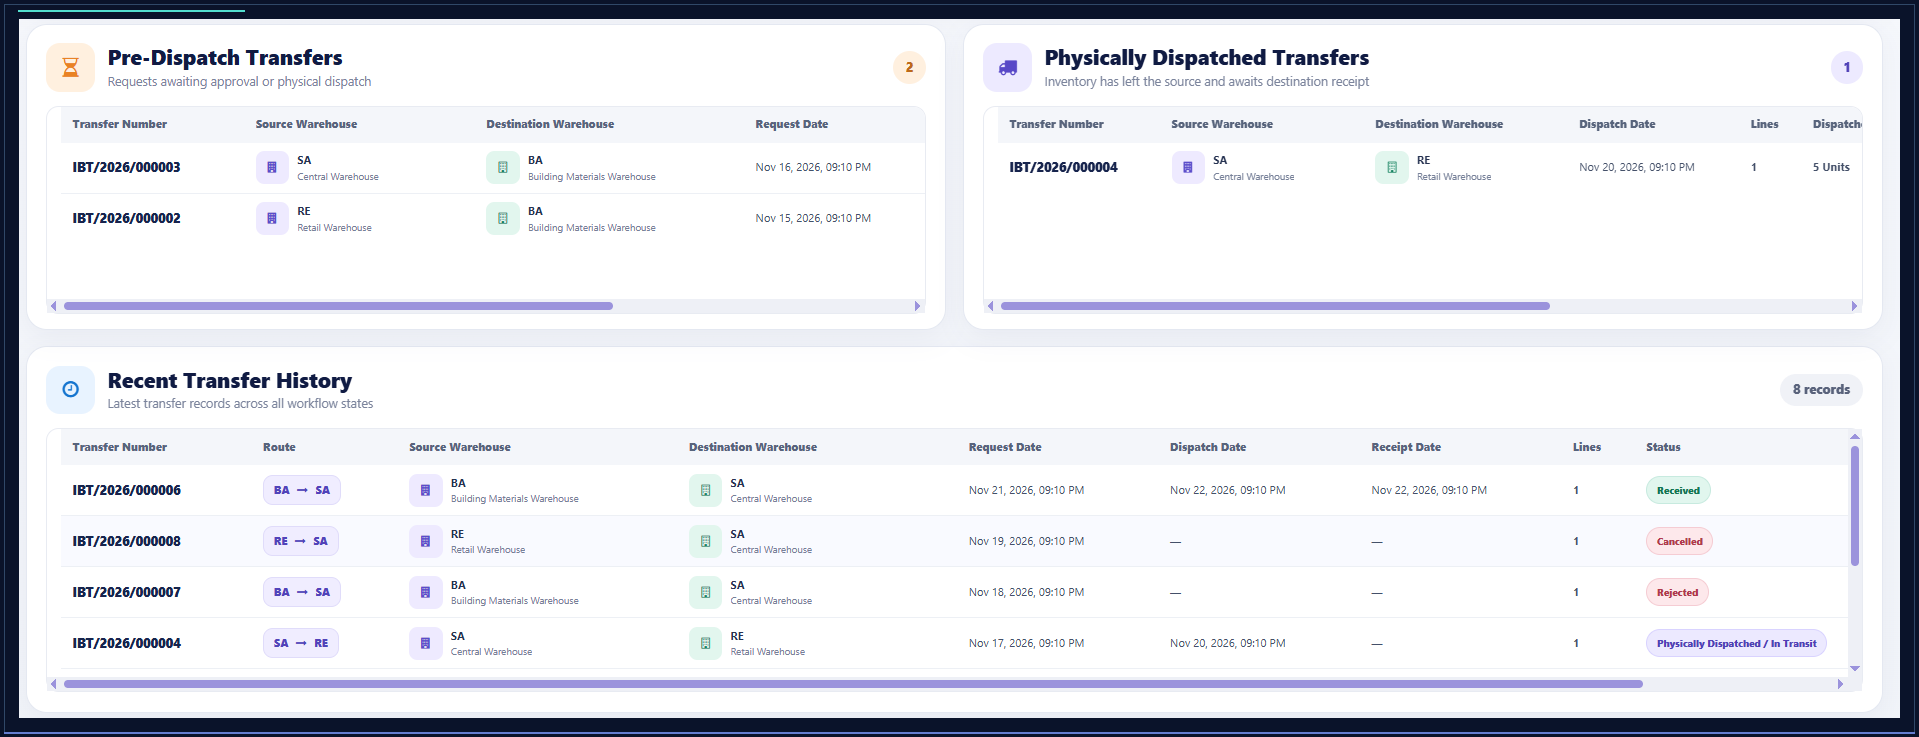 Pre-Dispatch Transfers
Requests awaiting approval or physical dispatch
2
Transfer Number Source Warehouse Destination Warehouse Request Date
IBT/2026/000003 SA Central Warehouse BA Building Materials Warehouse Nov 16, 2026, 09:10 PM
IBT/2026/000002 RE Retail Warehouse BA Building Materials Warehouse Nov 15, 2026, 09:10 PM
Physically Dispatched Transfers
Inventory has left the source and awaits destination receipt
1
Transfer Number Source Warehouse Destination Warehouse Dispatch Date Lines
IBT/2026/000004 SA Central Warehouse RE Retail Warehouse Nov 20, 2026, 09:10 PM 1 5 Units
Recent Transfer History
Latest transfer records across all workflow states
8 records
Transfer Number Route Source Warehouse Destination Warehouse Request Date Dispatch Date Receipt Date Lines Status
IBT/2026/000006 BA → SA BA Building Materials Warehouse SA Central Warehouse Nov 21, 2026, 09:10 PM Nov 22, 2026, 09:10 PM Nov 22, 2026, 09:10 PM 1 Received
IBT/2026/000008 RE → SA RE Retail Warehouse SA Central Warehouse Nov 19, 2026, 09:10 PM — — 1 Cancelled
IBT/2026/000007 BA → SA BA Building Materials Warehouse SA Central Warehouse Nov 18, 2026, 09:10 PM — — 1 Rejected
IBT/2026/000004 SA → RE SA Central Warehouse RE Retail Warehouse Nov 17, 2026, 09:10 PM Nov 20, 2026, 09:10 PM — 1 Physically Dispatched / In Transit